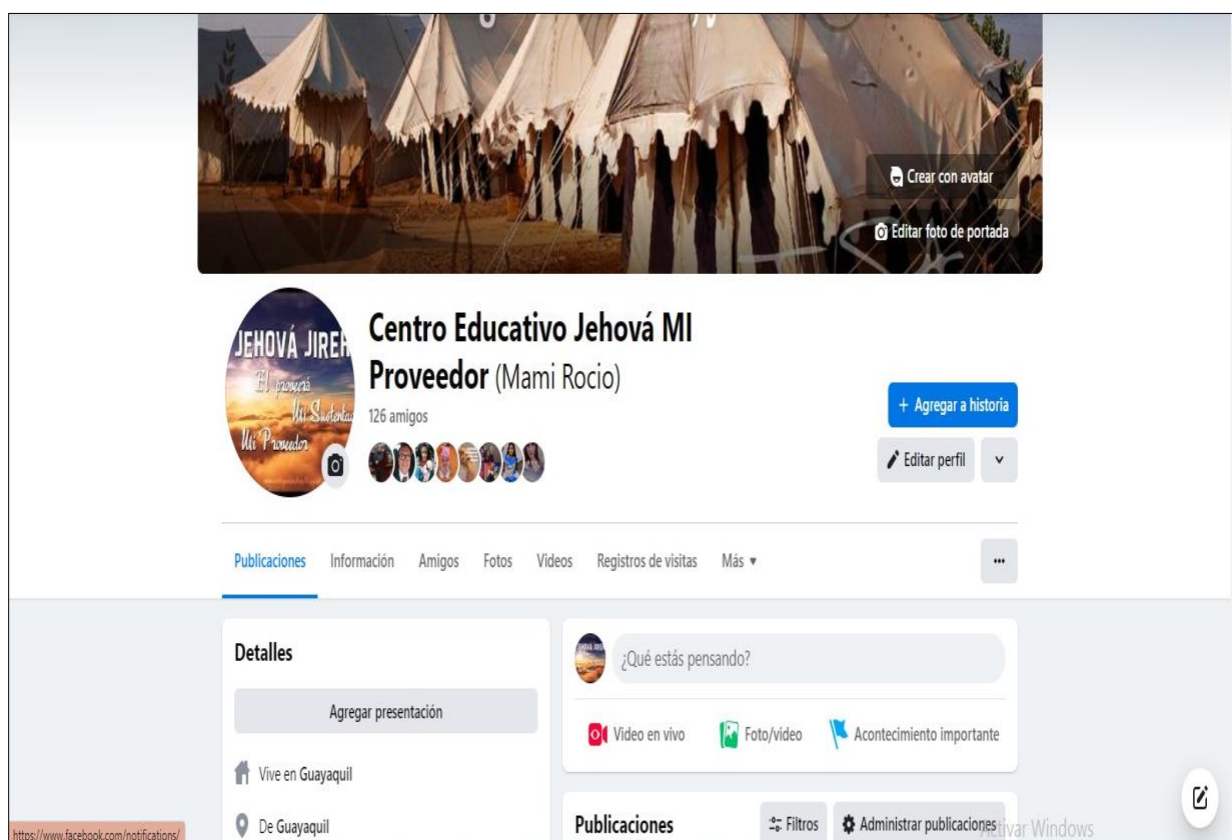 Crear con avatar
Editar foto de portada
JEHOVÁ JIREH
El proveerá
Mi Sustentador
Mi Proveedor
Centro Educativo Jehová MI
Proveedor (Mami Rocio)
126 amigos
+ Agregar a historia
Editar perfil
Publicaciones Información Amigos Fotos Videos Registros de visitas Más
Detalles
Agregar presentación
Vive en Guayaquil
De Guayaquil
¿Qué estás pensando?
Video en vivo Foto/video Acontecimiento importante
Publicaciones Filtros Administrar publicaciones
Activar Windows
https://www.facebook.com/notifications/